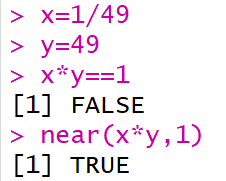 > x=1/49
> y=49
> x*y==1
[1] FALSE
> near(x*y,1)
[1] TRUE